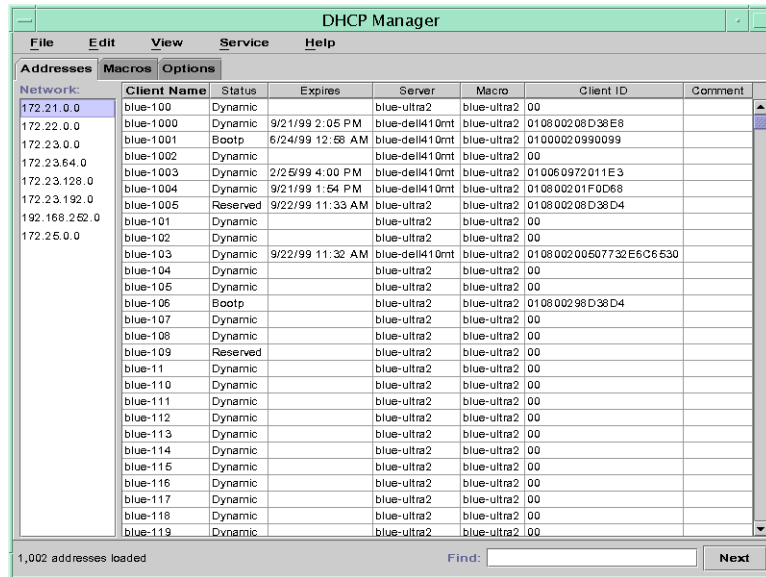 DHCP Manager
File Edit View Service Help
Addresses Macros Options
Network:
172.21.0.0
172.22.0.0
172.23.0.0
172.23.64.0
172.23.128.0
172.23.192.0
192.168.252.0
172.25.0.0
Client Name Status Expires Server Macro Client ID Comment
blue-100 Dynamic blue-ultra2 blue-ultra2 00
blue-1000 Dynamic 9/21/99 2:05 PM blue-dell410mt blue-ultra2 010800208D38E8
blue-1001 Bootp 6/24/99 12:58 AM blue-dell410mt blue-ultra2 01000020990099
blue-1002 Dynamic blue-dell410mt blue-ultra2 00
blue-1003 Dynamic 2/25/99 4:00 PM blue-dell410mt blue-ultra2 010060972011E3
blue-1004 Dynamic 9/21/99 1:54 PM blue-dell410mt blue-ultra2 010800201F0D68
blue-1005 Reserved 9/22/99 11:33 AM blue-ultra2 blue-ultra2 010800208D38D4
blue-101 Dynamic blue-ultra2 blue-ultra2 00
blue-102 Dynamic blue-ultra2 blue-ultra2 00
blue-103 Dynamic 9/22/99 11:32 AM blue-dell410mt blue-ultra2 010800200507732E6C6530
blue-104 Dynamic blue-ultra2 blue-ultra2 00
blue-105 Dynamic blue-ultra2 blue-ultra2 00
blue-106 Bootp blue-ultra2 blue-ultra2 010800298D38D4
blue-107 Dynamic blue-ultra2 blue-ultra2 00
blue-108 Dynamic blue-ultra2 blue-ultra2 00
blue-109 Reserved blue-ultra2 blue-ultra2 00
blue-11 Dynamic blue-ultra2 blue-ultra2 00
blue-110 Dynamic blue-ultra2 blue-ultra2 00
blue-111 Dynamic blue-ultra2 blue-ultra2 00
blue-112 Dynamic blue-ultra2 blue-ultra2 00
blue-113 Dynamic blue-ultra2 blue-ultra2 00
blue-114 Dynamic blue-ultra2 blue-ultra2 00
blue-115 Dynamic blue-ultra2 blue-ultra2 00
blue-116 Dynamic blue-ultra2 blue-ultra2 00
blue-117 Dynamic blue-ultra2 blue-ultra2 00
blue-118 Dynamic blue-ultra2 blue-ultra2 00
blue-119 Dynamic blue-ultra2 blue-ultra2 00
1,002 addresses loaded Find: Next